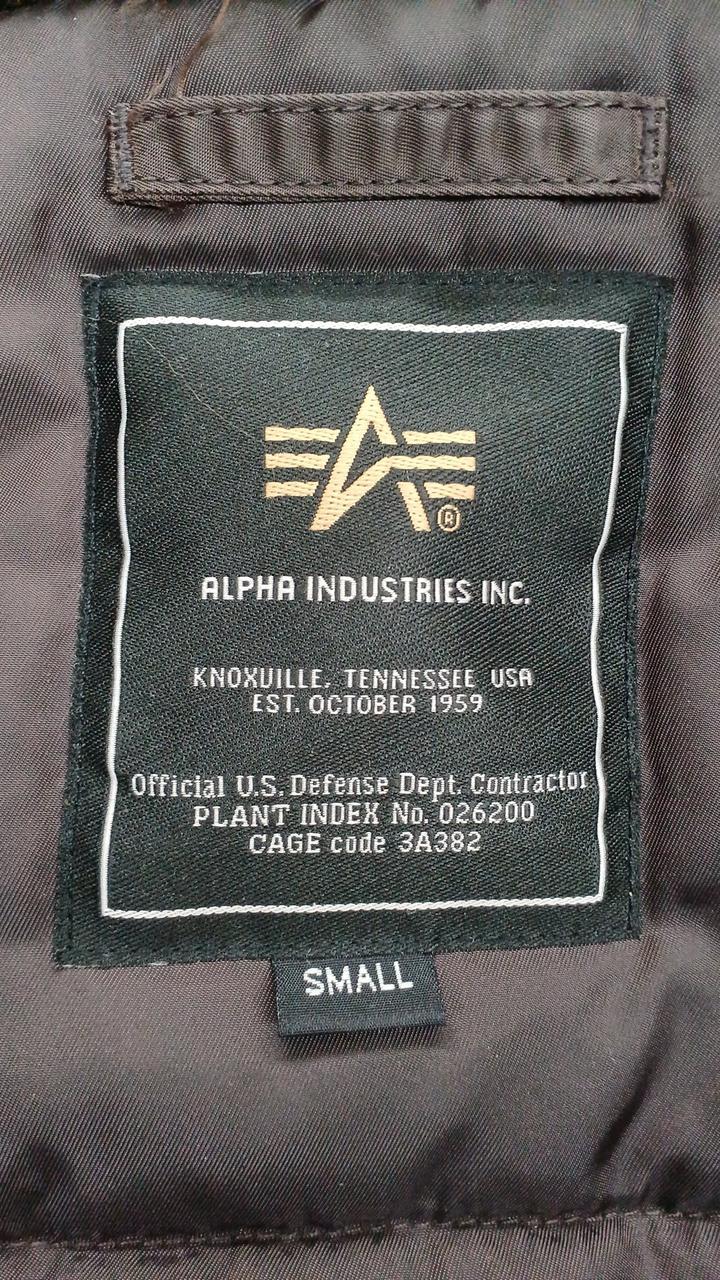 ®
ALPHA INDUSTRIES INC.
KNOXVILLE, TENNESSEE USA
EST. OCTOBER 1959
Official U.S. Defense Dept. Contractor
PLANT INDEX No. 026200
CAGE code 3A382
SMALL